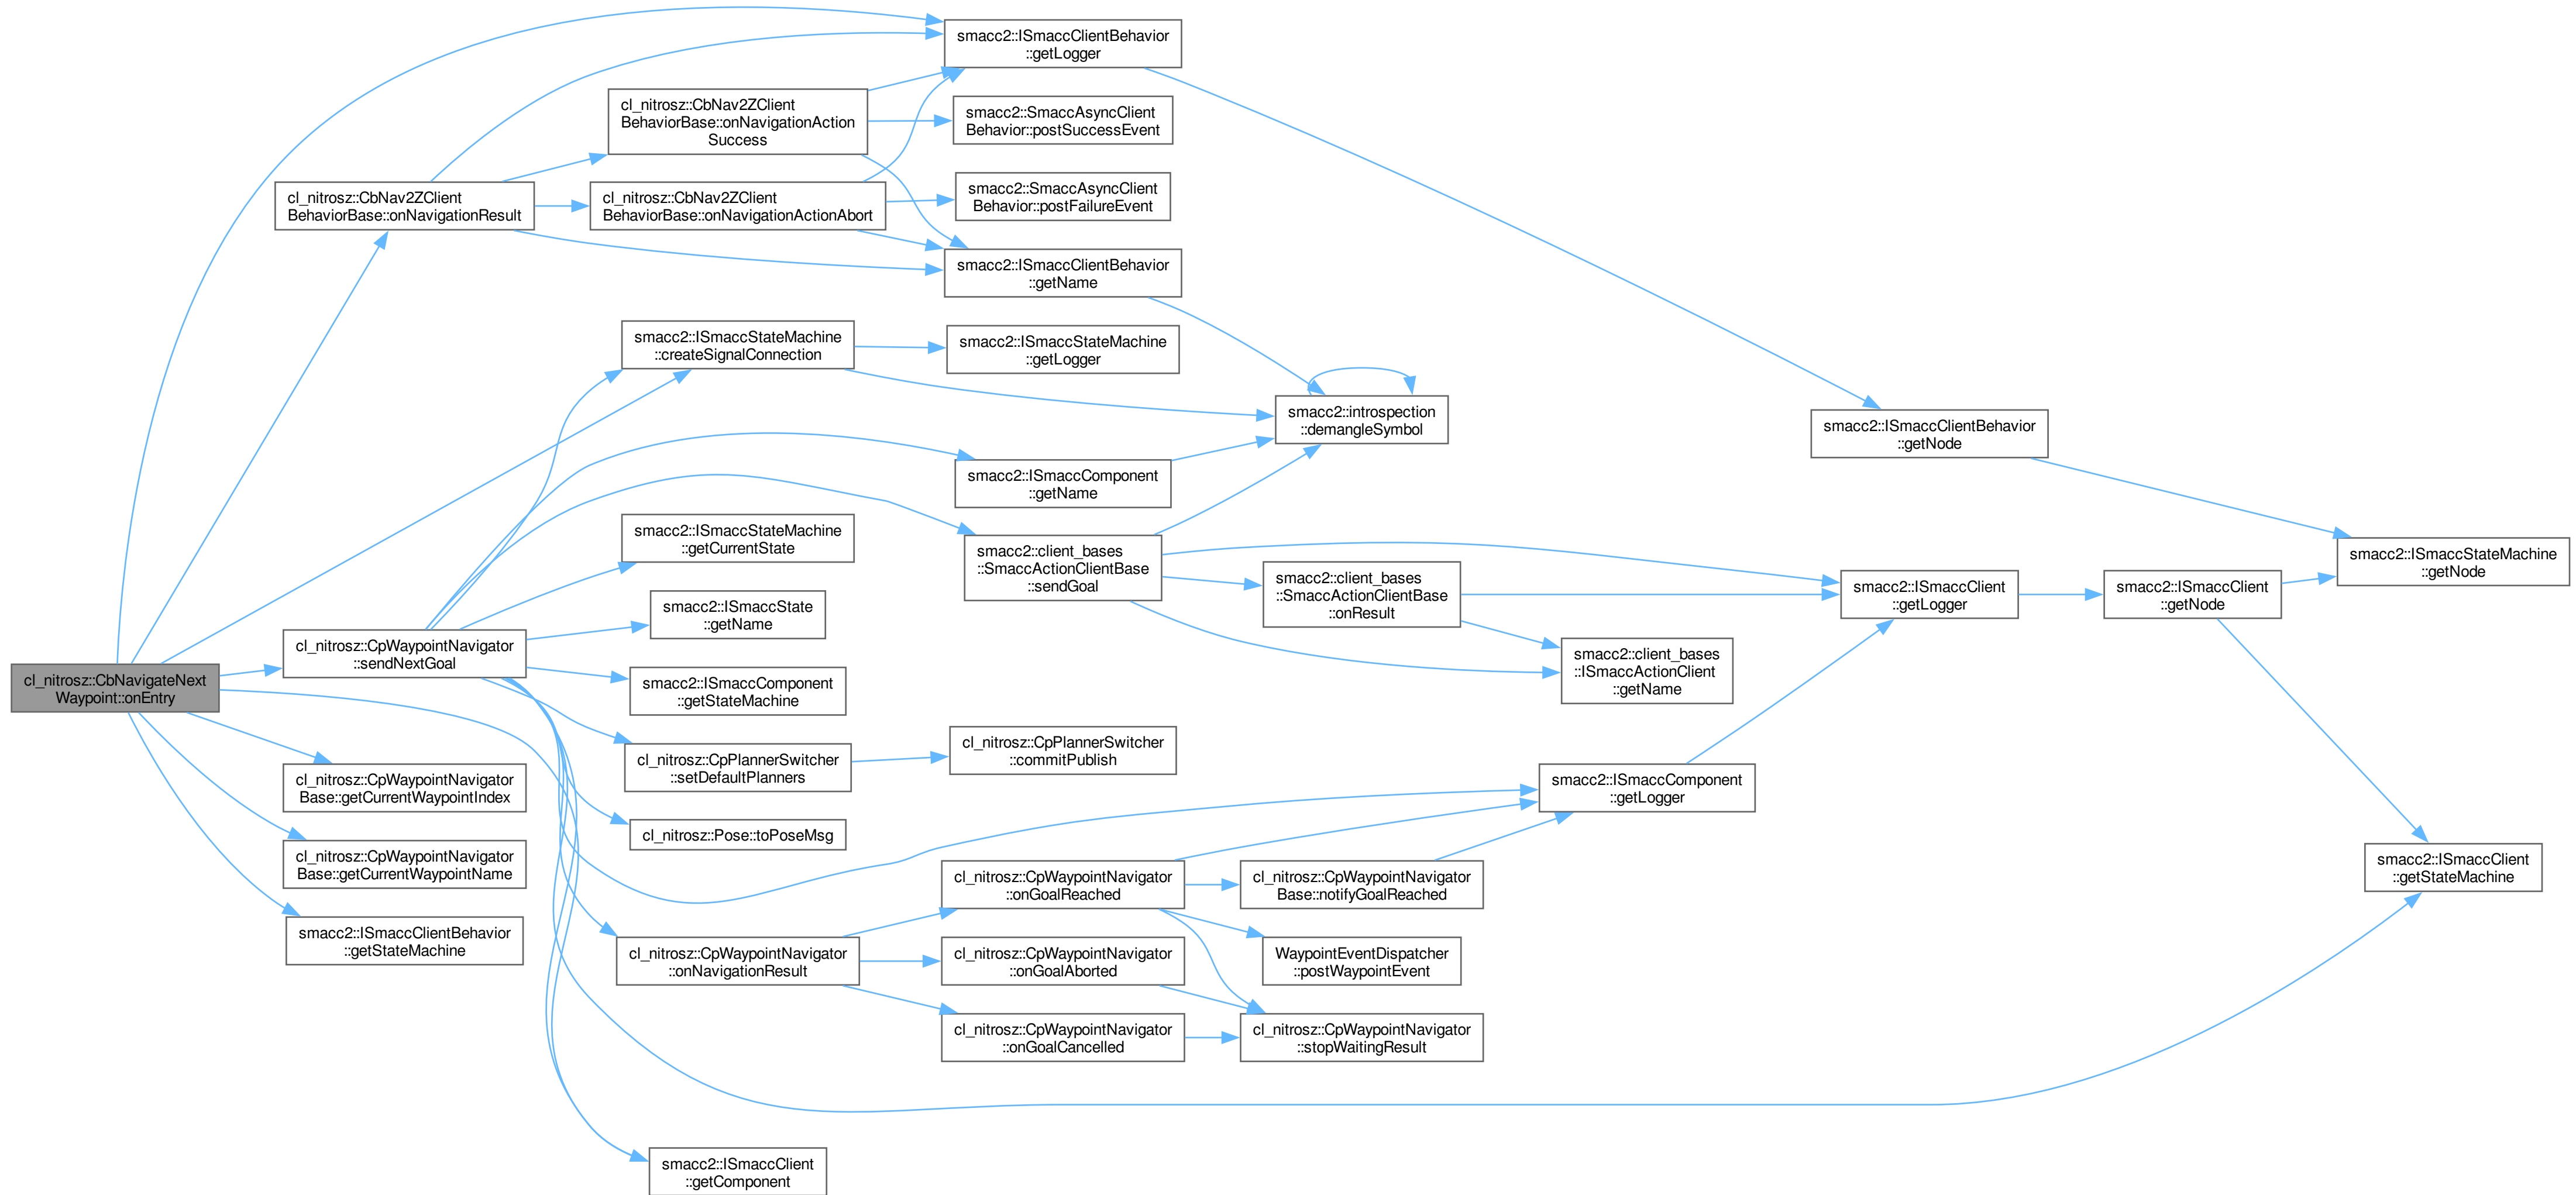 cl_nitrosz::CbNavigateNext
Waypoint::onEntry
cl_nitrosz::CbNav2ZClient
BehaviorBase::onNavigationResult
cl_nitrosz::CpWaypointNavigator
::sendNextGoal
cl_nitrosz::CpWaypointNavigator
Base::getCurrentWaypointIndex
cl_nitrosz::CpWaypointNavigator
Base::getCurrentWaypointName
smacc2::ISmaccClientBehavior
::getStateMachine
cl_nitrosz::CbNav2ZClient
BehaviorBase::onNavigationAction
Success
cl_nitrosz::CbNav2ZClient
BehaviorBase::onNavigationActionAbort
smacc2::ISmaccStateMachine
::createSignalConnection
smacc2::ISmaccStateMachine
::getCurrentState
smacc2::ISmaccState
::getName
smacc2::ISmaccComponent
::getStateMachine
cl_nitrosz::CpPlannerSwitcher
::setDefaultPlanners
cl_nitrosz::Pose::toPoseMsg
cl_nitrosz::CpWaypointNavigator
::onNavigationResult
smacc2::ISmaccClient
::getComponent
smacc2::ISmaccClientBehavior
::getLogger
smacc2::SmaccAsyncClient
Behavior::postSuccessEvent
smacc2::SmaccAsyncClient
Behavior::postFailureEvent
smacc2::ISmaccClientBehavior
::getName
smacc2::ISmaccStateMachine
::getLogger
smacc2::ISmaccComponent
::getName
smacc2::client_bases
::SmaccActionClientBase
::sendGoal
cl_nitrosz::CpPlannerSwitcher
::commitPublish
cl_nitrosz::CpWaypointNavigator
::onGoalReached
cl_nitrosz::CpWaypointNavigator
::onGoalAborted
cl_nitrosz::CpWaypointNavigator
::onGoalCancelled
smacc2::introspection
::demangleSymbol
smacc2::client_bases
::SmaccActionClientBase
::onResult
cl_nitrosz::CpWaypointNavigator
Base::notifyGoalReached
WaypointEventDispatcher
::postWaypointEvent
cl_nitrosz::CpWaypointNavigator
::stopWaitingResult
smacc2::client_bases
::ISmaccActionClient
::getName
smacc2::ISmaccComponent
::getLogger
smacc2::ISmaccClientBehavior
::getNode
smacc2::ISmaccClient
::getLogger
smacc2::ISmaccClient
::getNode
smacc2::ISmaccStateMachine
::getNode
smacc2::ISmaccClient
::getStateMachine